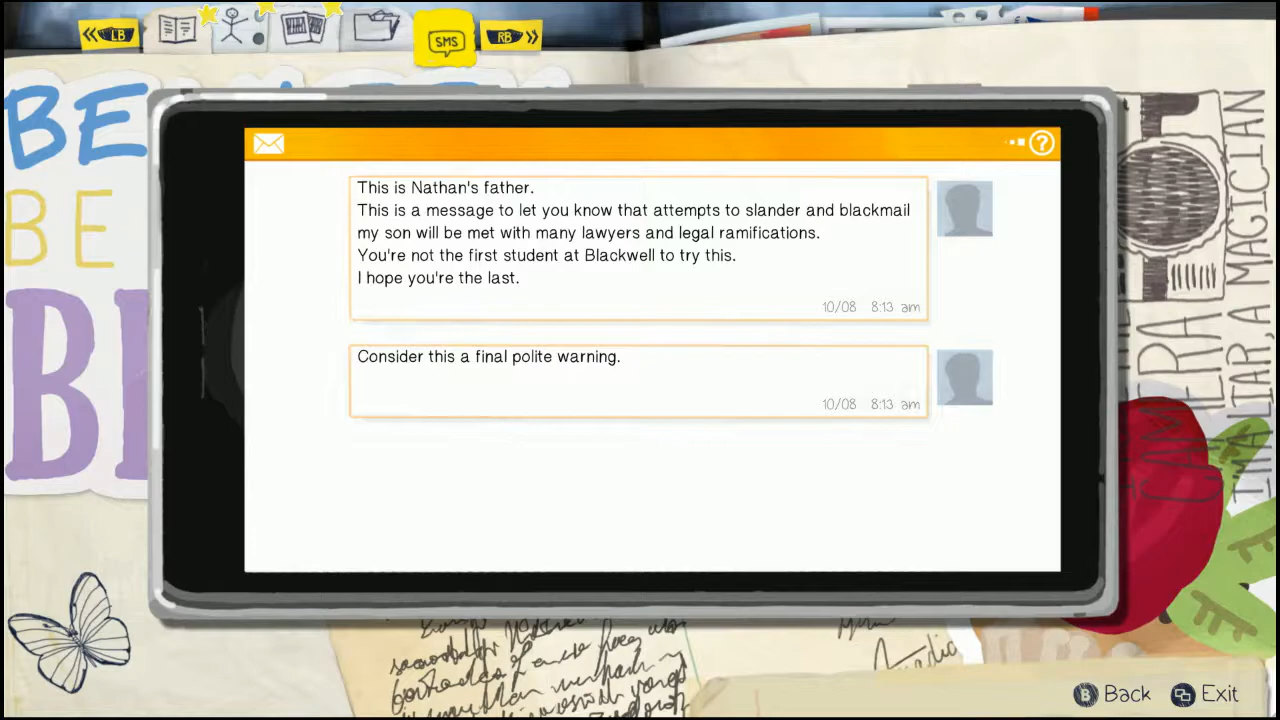 LB
SMS
RB
BE
BE
This is Nathan's father.
This is a message to let you know that attempts to slander and blackmail
my son will be met with many lawyers and legal ramifications.
You're not the first student at Blackwell to try this.
I hope you're the last.
10/08 8:13 am
Consider this a final polite warning.
10/08 8:13 am
?
CAMERA
I'M A LIAR, A MAGICIAN
B Back
Exit